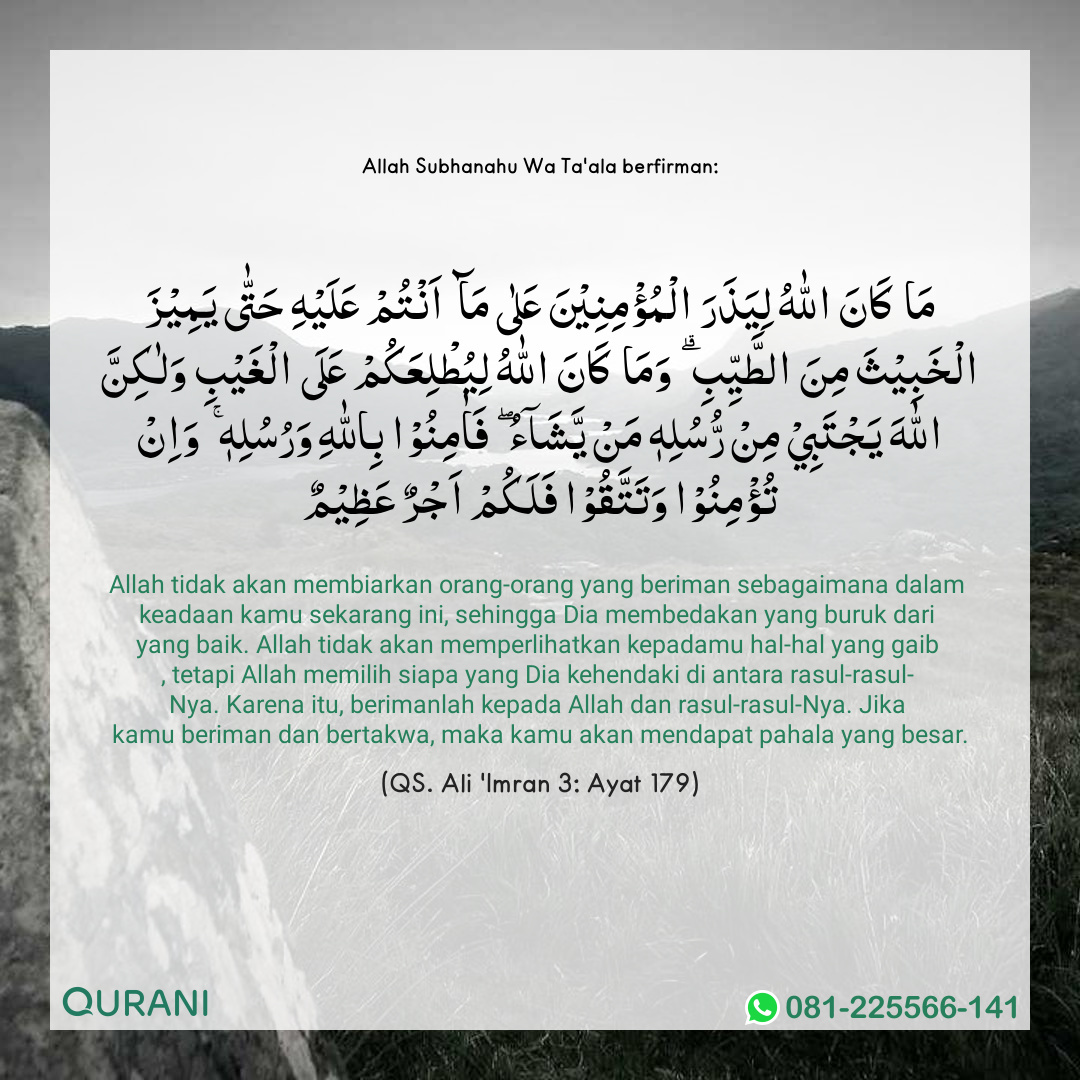 Allah Subhanahu Wa Ta'ala berfirman:
مَا كَانَ اللّٰهُ لِيَذَرَ الْمُؤْمِنِيْنَ عَلٰى مَآ اَنْتُمْ عَلَيْهِ حَتّٰى يَمِيْزَ
الْخَبِيْثَ مِنَ الطَّيِّبِ ۗ وَمَا كَانَ اللّٰهُ لِيُطْلِعَكُمْ عَلَى الْغَيْبِ وَلٰكِنَّ
اللّٰهَ يَجْتَبِيْ مِنْ رُّسُلِهٖ مَنْ يَّشَاۤءُ ۖ فَاٰمِنُوْا بِاللّٰهِ وَرُسُلِهٖ ۚ وَاِنْ
تُؤْمِنُوْا وَتَتَّقُوْا فَلَكُمْ اَجْرٌ عَظِيْمٌ
Allah tidak akan membiarkan orang-orang yang beriman sebagaimana dalam
keadaan kamu sekarang ini, sehingga Dia membedakan yang buruk dari
yang baik. Allah tidak akan memperlihatkan kepadamu hal-hal yang gaib
, tetapi Allah memilih siapa yang Dia kehendaki di antara rasul-rasul-
Nya. Karena itu, berimanlah kepada Allah dan rasul-rasul-Nya. Jika
kamu beriman dan bertakwa, maka kamu akan mendapat pahala yang besar.
(QS. Ali 'Imran 3: Ayat 179)
QURANI
081-225566-141